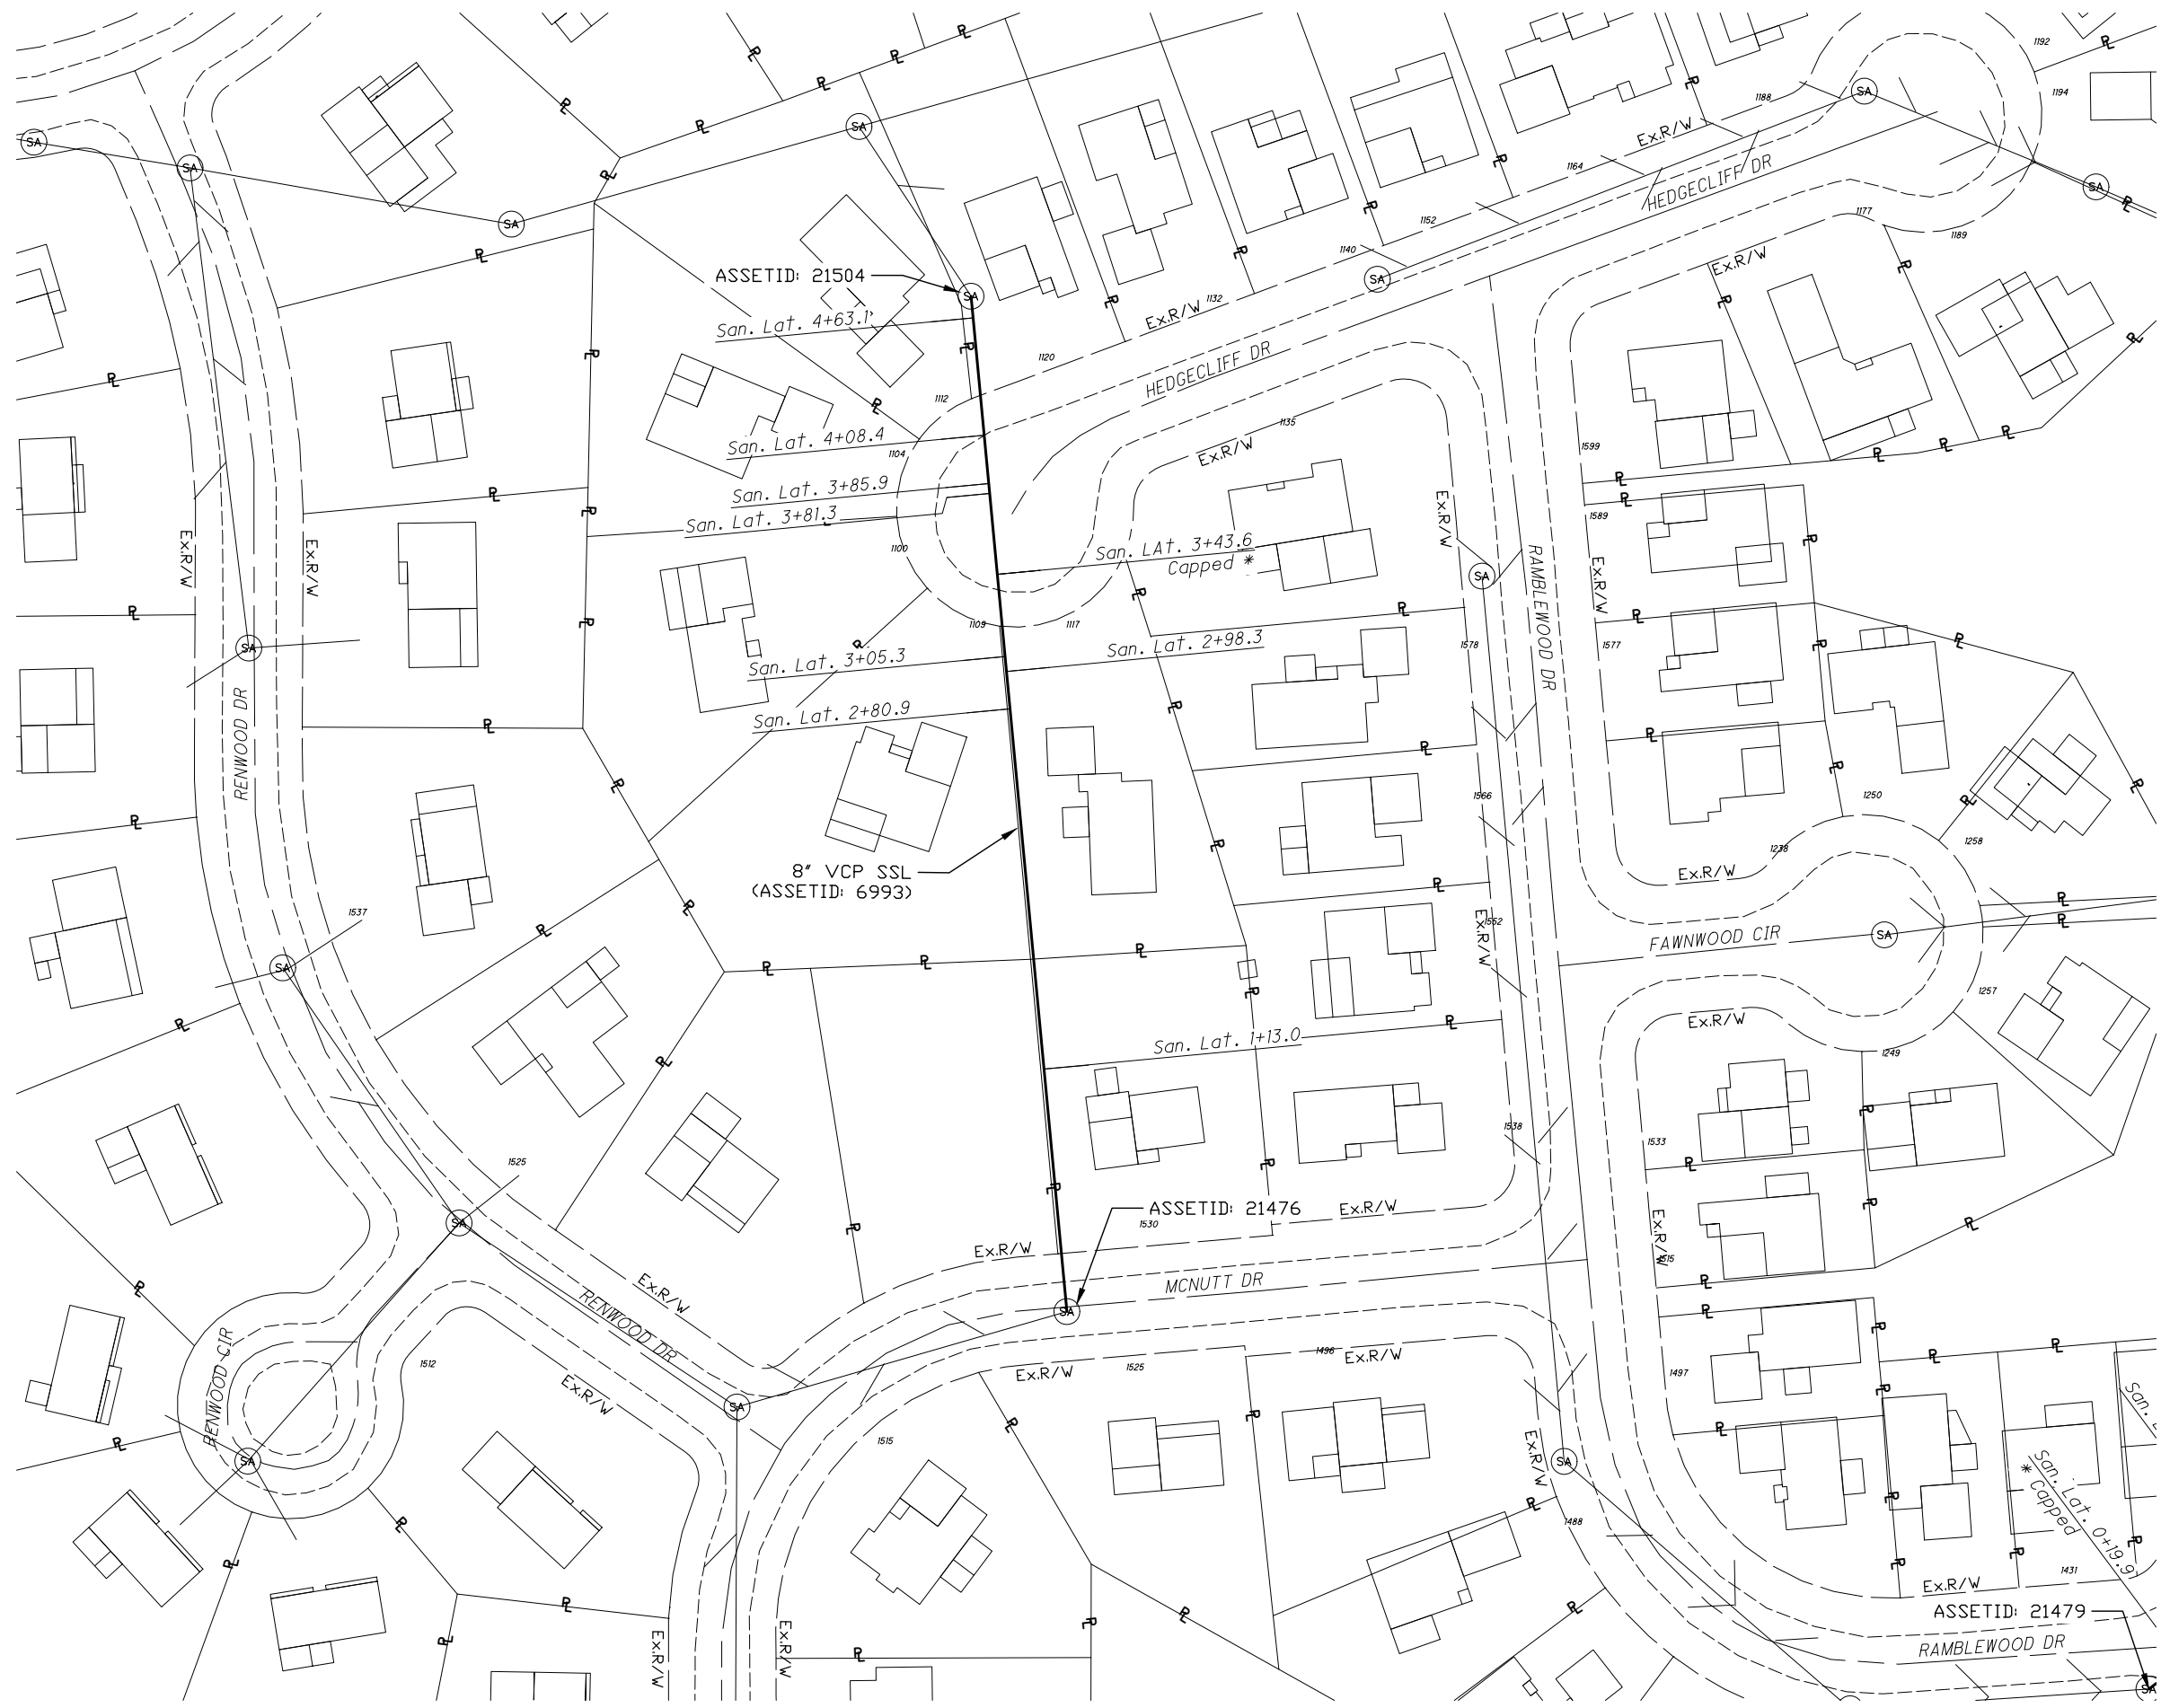 1192
1188
1194
Ex.R/W
1164
HEDGECLIFF DR
1152
1177
1189
1140
Ex.R/W
ASSETID: 21504
San. Lat. 4+63.1
1132
Ex.R/W
1120
HEDGECLIFF DR
1112
1135
San. Lat. 4+08.4
1104
Ex.R/W
1599
San. Lat. 3+85.9
San. Lat. 3+81.3
Ex.R/W
1589
1100
San. LAt. 3+43.6
Capped *
Ex.R/W
Ex.R/W
RAMBLEWOOD DR
Ex.R/W
1109
1117
San. Lat. 2+98.3
1578
1577
San. Lat. 3+05.3
San. Lat. 2+80.9
RENWOOD DR
1566
1250
1238
1258
8" VCP SSL
(ASSETID: 6993)
Ex.R/W
1537
1552
Ex.R/W
FAWNWOOD CIR
1257
Ex.R/W
San. Lat. 1+13.0
1249
1525
1538
1533
ASSETID: 21476
1530
Ex.R/W
Ex.R/W
Ex.R/W
1515
MCNUTT DR
Ex.R/W
RENWOOD DR
RENWOOD CIR
1512
1525
1496
Ex.R/W
Ex.R/W
Ex.R/W
1497
1515
Ex.R/W
San. Lat. 0+19.9
* Capped
1488
1431
Ex.R/W
ASSETID: 21479
RAMBLEWOOD DR
Ex.R/W
Ex.R/W